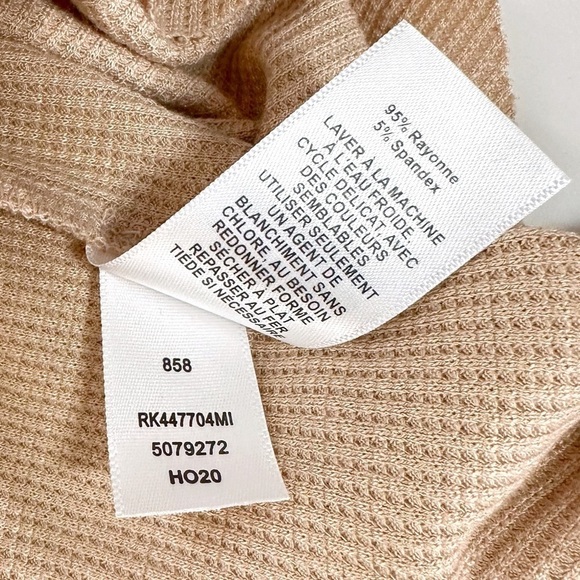 95% Rayonne
5% Spandex
LAVER À LA MACHINE
À L'EAU FROIDE,
CYCLE DÉLICAT AVEC
DES COULEURS
SEMBLABLES
UTILISER SEULEMENT
UN AGENT DE
BLANCHIMENT SANS
CHLORE, AU BESOIN
REDONNER FORME
SÉCHER À PLAT
REPASSER AU FER
TIÈDE SI NÉCESSAIRE
858
RK447704MI
5079272
HO20